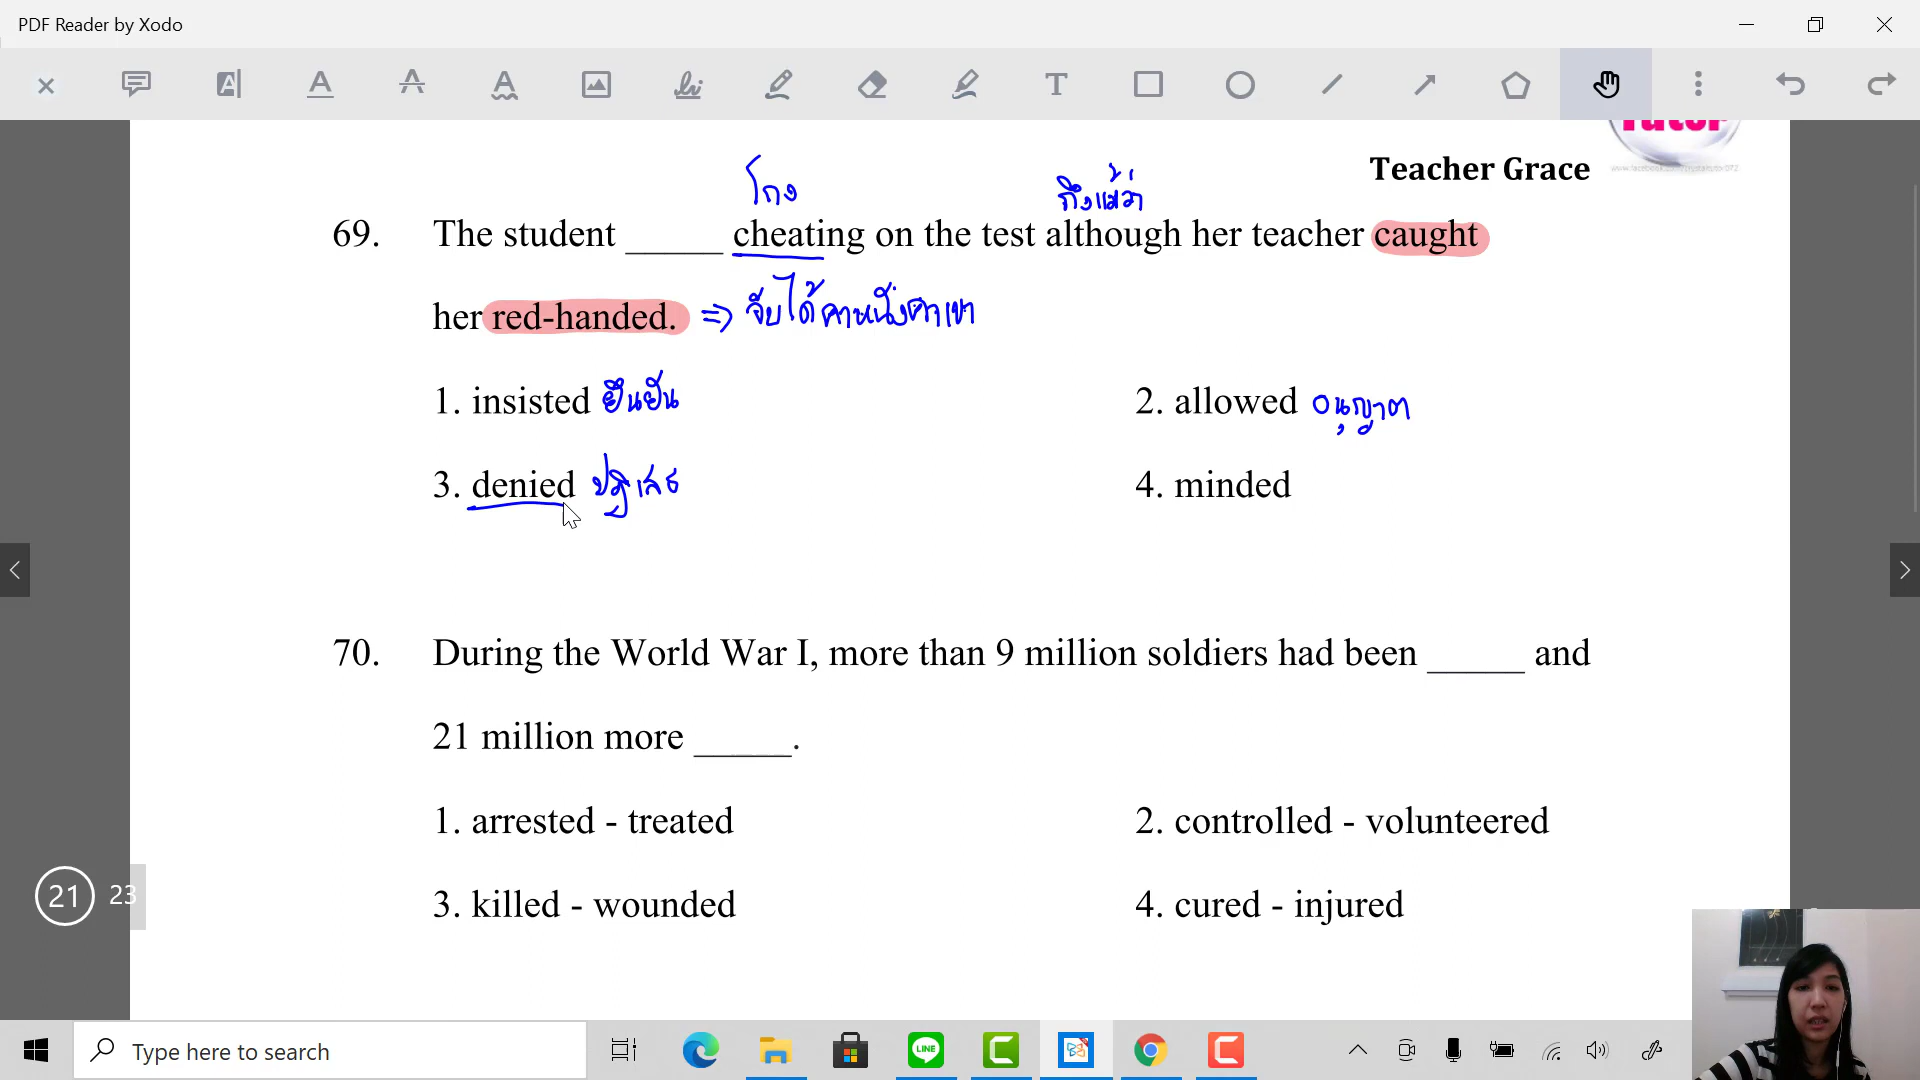 PDF Reader by Xodo
Tutor
Teacher Grace
โกง
ถึงแม้ว่า
69. The student _____ cheating on the test although her teacher caught
her red-handed. => จับได้คาหนังคาเขา
1. insisted ยืนยัน
2. allowed อนุญาต
3. denied ปฏิเสธ
4. minded
70. During the World War I, more than 9 million soldiers had been _____ and
21 million more _____.
1. arrested - treated
2. controlled - volunteered
3. killed - wounded
4. cured - injured
21 23
Type here to search
LINE